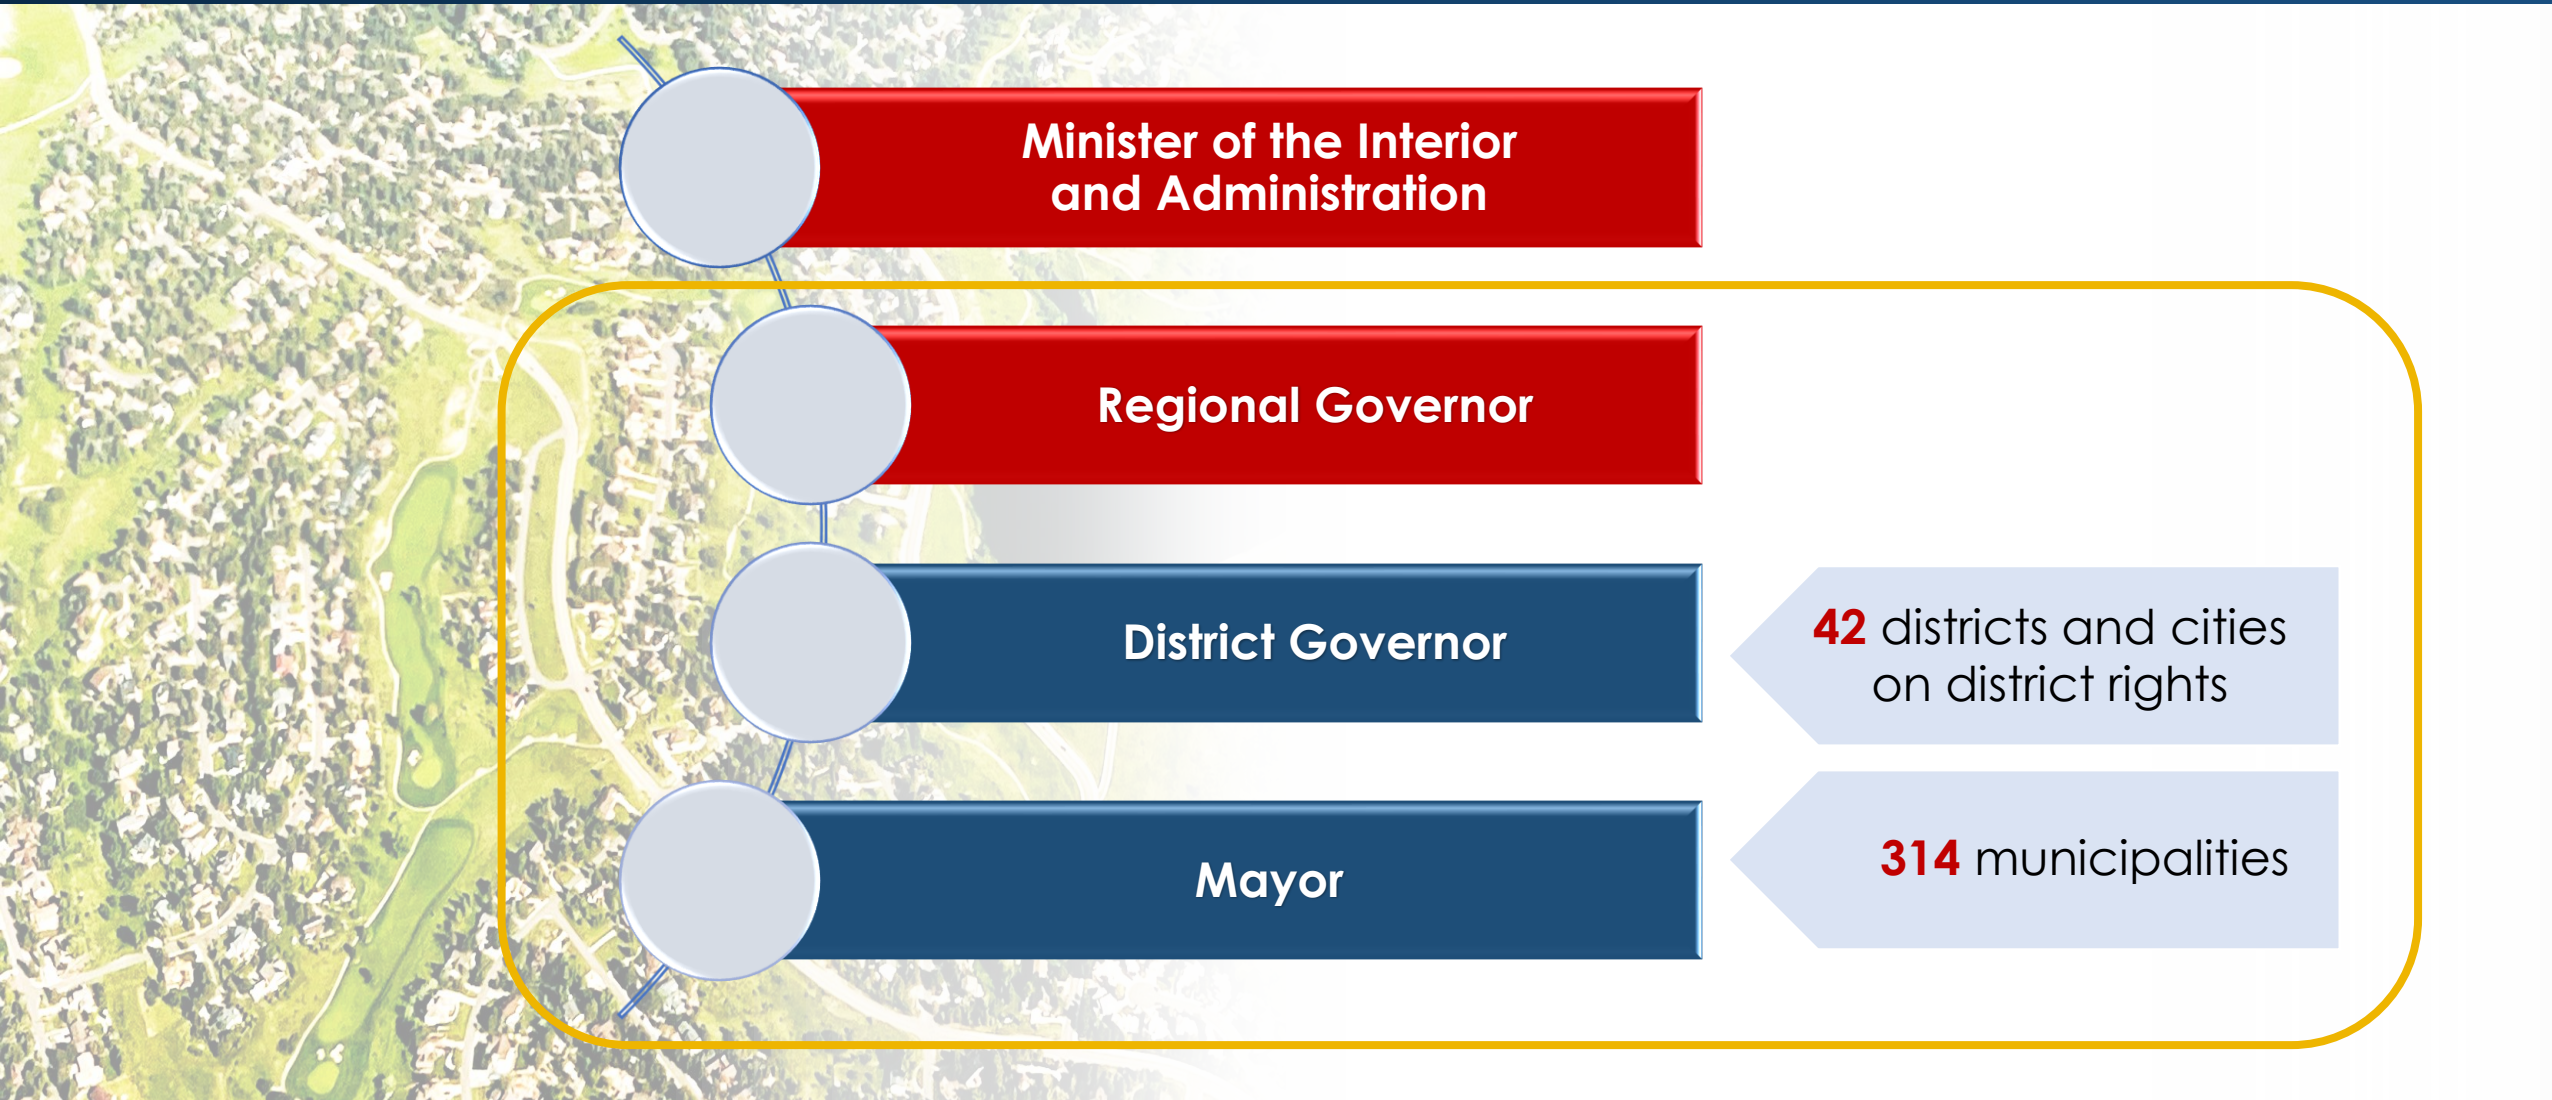 Minister of the Interior
and Administration
Regional Governor
District Governor
42 districts and cities
on district rights
Mayor
314 municipalities